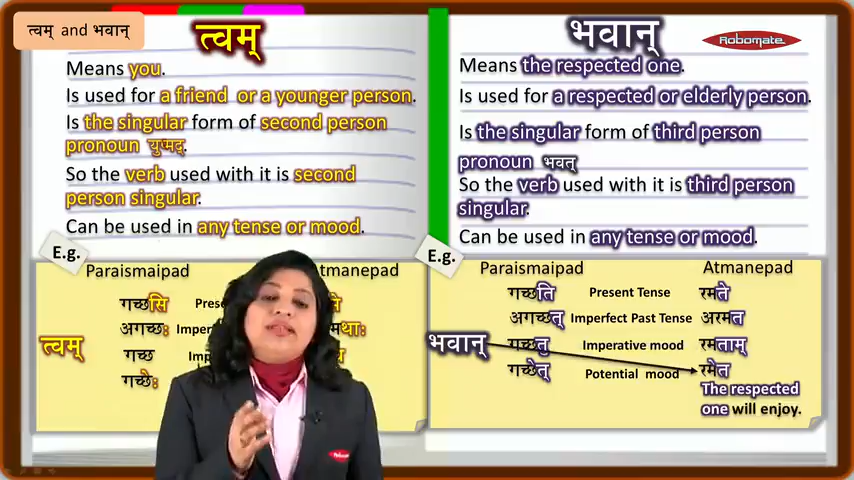 त्वम् and भवान्
त्वम्
Means you.
Is used for a friend or a younger person.
Is the singular form of second person
pronoun युष्मद्.
So the verb used with it is second
person singular.
Can be used in any tense or mood.
E.g.
Paraismaipad
Atmanepad
गच्छसि
अगच्छः
त्वम्
गच्छ
गच्छेः
भवान्
Robomate
Means the respected one.
Is used for a respected or elderly person.
Is the singular form of third person
pronoun भवत्
So the verb used with it is third person
singular.
Can be used in any tense or mood.
E.g.
Paraismaipad Atmanepad
गच्छति Present Tense रमते
अगच्छत् Imperfect Past Tense अरमत
भवान् गच्छतु Imperative mood रमताम्
गच्छेत् Potential mood रमेत
The respected
one will enjoy.